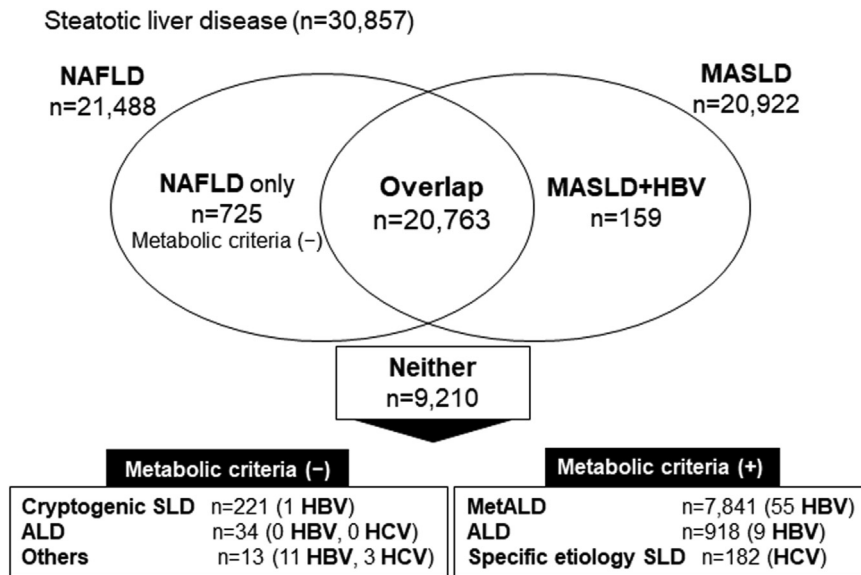 Steatotic liver disease (n=30,857)
NAFLD
n=21,488
MASLD
n=20,922
NAFLD only
n=725
Metabolic criteria (−)
Overlap
n=20,763
MASLD+HBV
n=159
Neither
n=9,210
Metabolic criteria (−)
Cryptogenic SLD n=221 (1 HBV)
ALD n=34 (0 HBV, 0 HCV)
Others n=13 (11 HBV, 3 HCV)
Metabolic criteria (+)
MetALD n=7,841 (55 HBV)
ALD n=918 (9 HBV)
Specific etiology SLD n=182 (HCV)